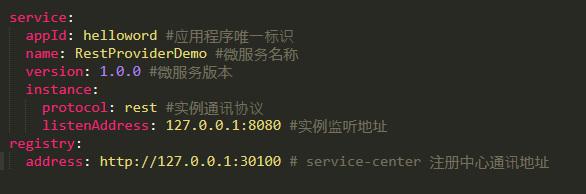 service:
  appId: helloword #应用程序唯一标识
  name: RestProviderDemo #微服务名称
  version: 1.0.0 #微服务版本
  instance:
    protocol: rest #实例通讯协议
    listenAddress: 127.0.0.1:8080 #实例监听地址
registry:
  address: http://127.0.0.1:30100 # service-center 注册中心通讯地址